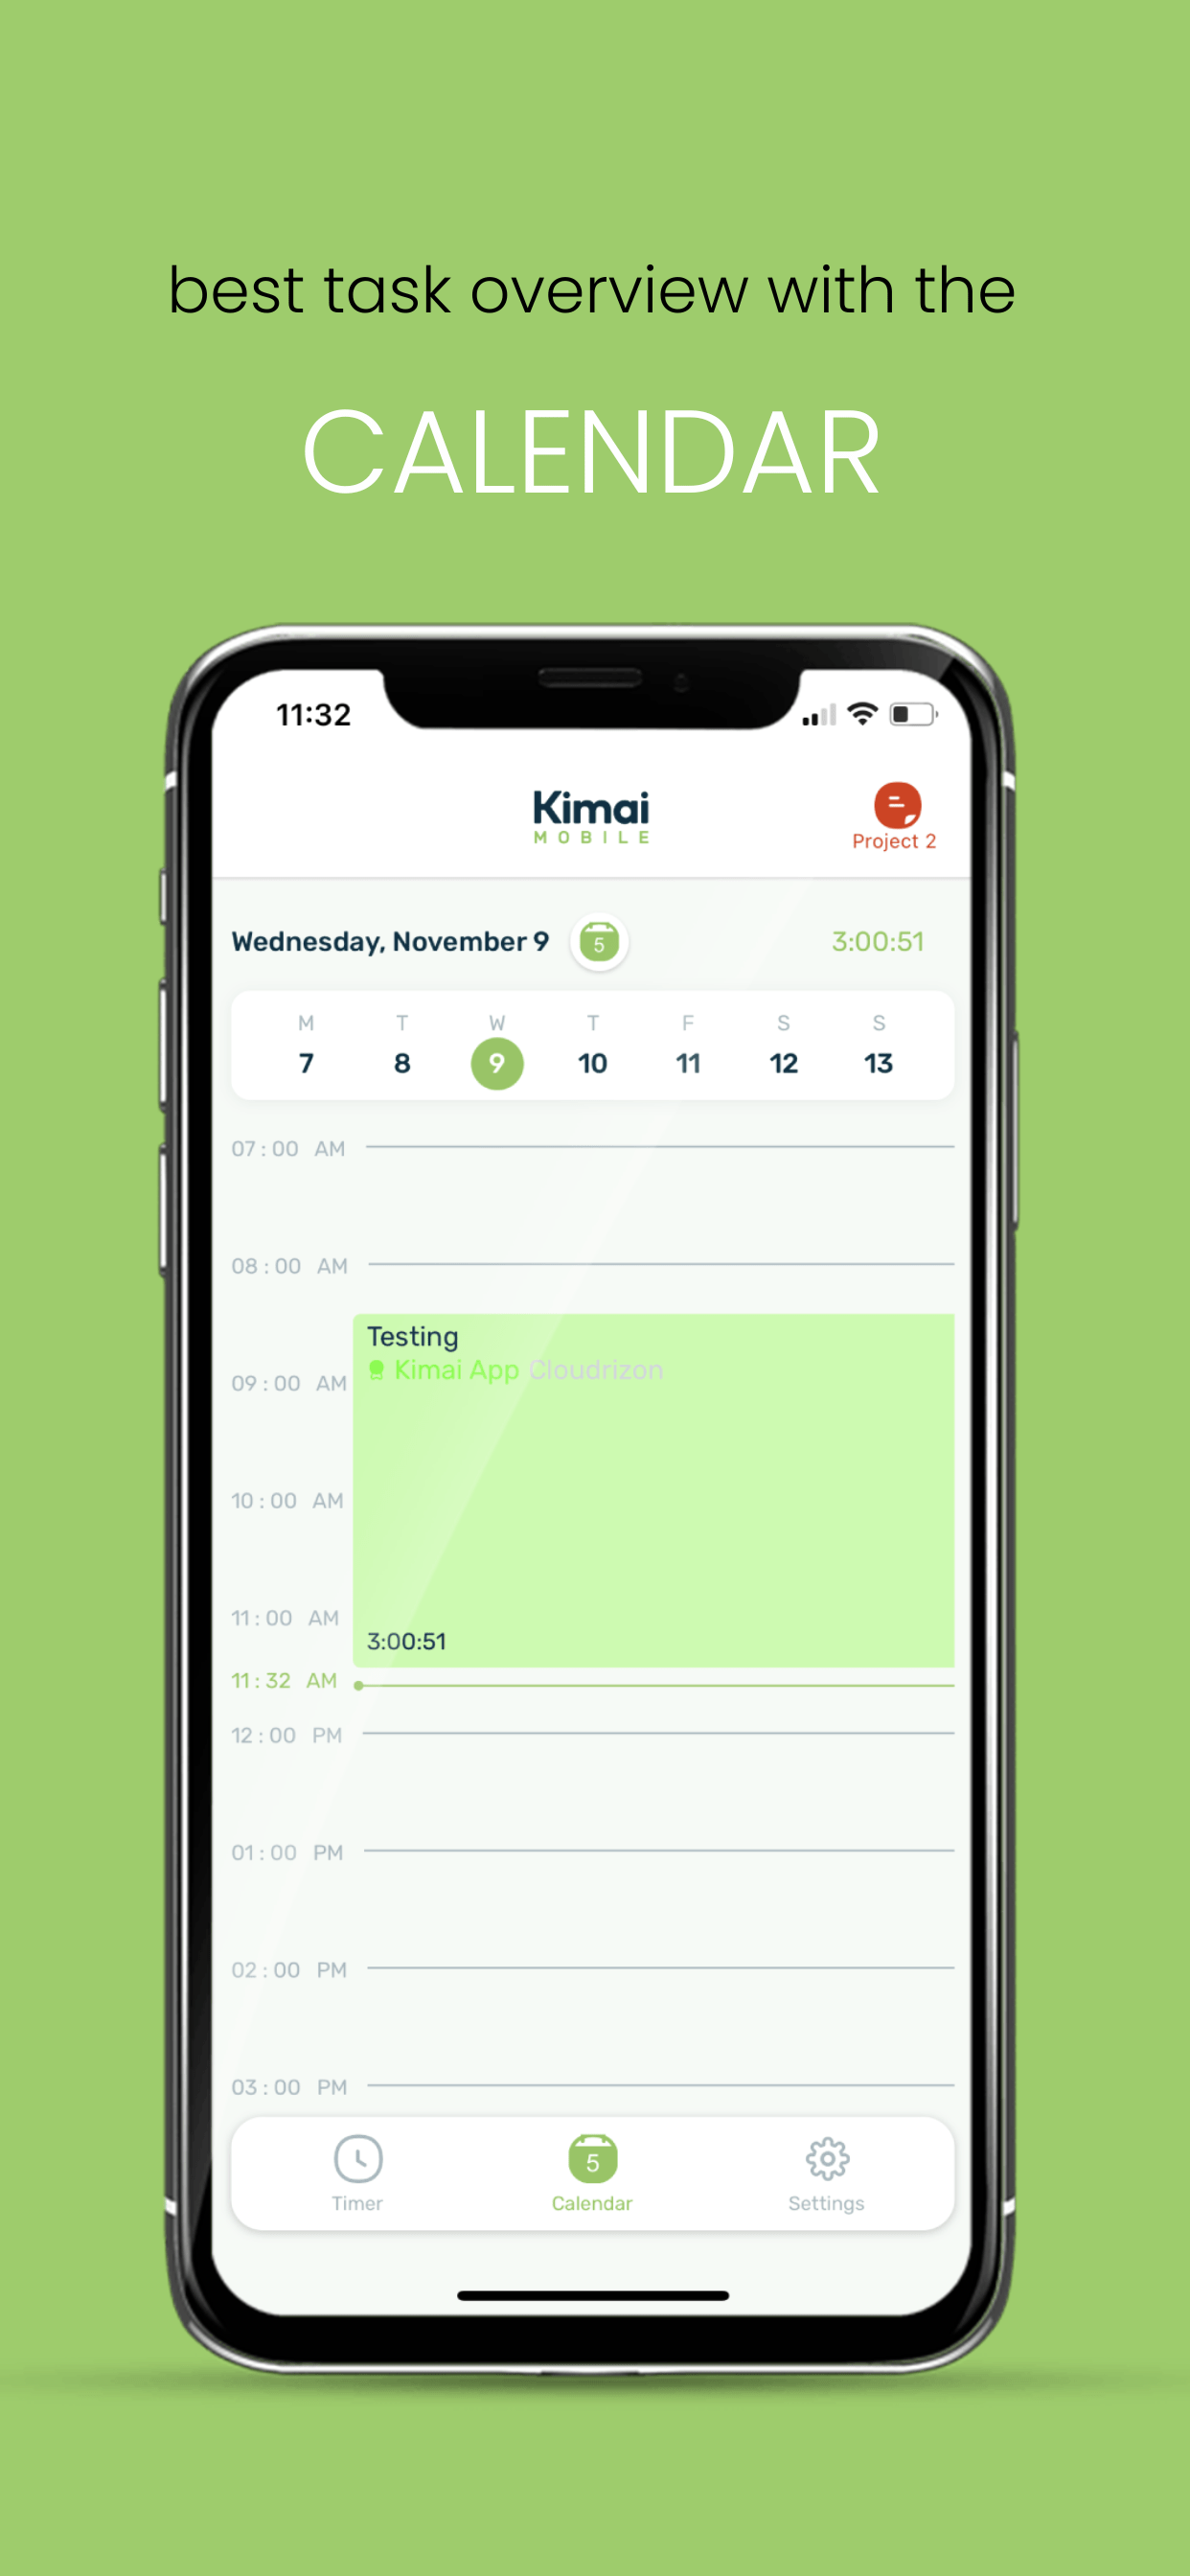 best task overview with the
CALENDAR
11:32
Kimai
MOBILE
Project 2
Wednesday, November 9
5
3:00:51
M T W T F S S
7 8 9 10 11 12 13
07:00 AM
08:00 AM
Testing
Kimai App Cloudrizon
09:00 AM
10:00 AM
11:00 AM
3:00:51
11:32 AM
12:00 PM
01:00 PM
02:00 PM
03:00 PM
5
Timer Calendar Settings